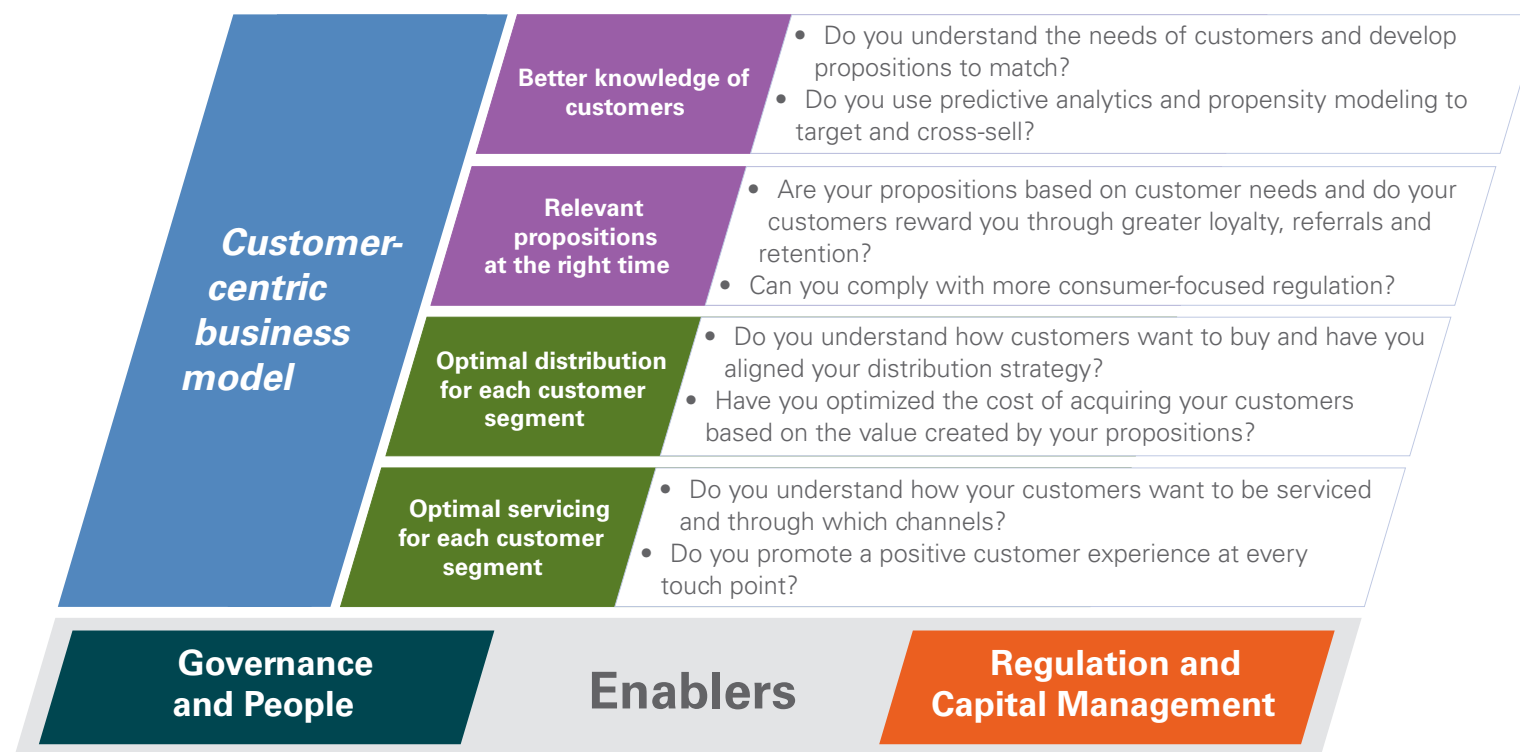 Customer-
centric
business
model
Better knowledge of
customers
• Do you understand the needs of customers and develop
propositions to match?
• Do you use predictive analytics and propensity modeling to
target and cross-sell?
Relevant
propositions
at the right time
• Are your propositions based on customer needs and do your
customers reward you through greater loyalty, referrals and
retention?
• Can you comply with more consumer-focused regulation?
Optimal distribution
for each customer
segment
• Do you understand how customers want to buy and have you
aligned your distribution strategy?
• Have you optimized the cost of acquiring your customers
based on the value created by your propositions?
Optimal servicing
for each customer
segment
• Do you understand how your customers want to be serviced
and through which channels?
• Do you promote a positive customer experience at every
touch point?
Governance
and People
Enablers
Regulation and
Capital Management